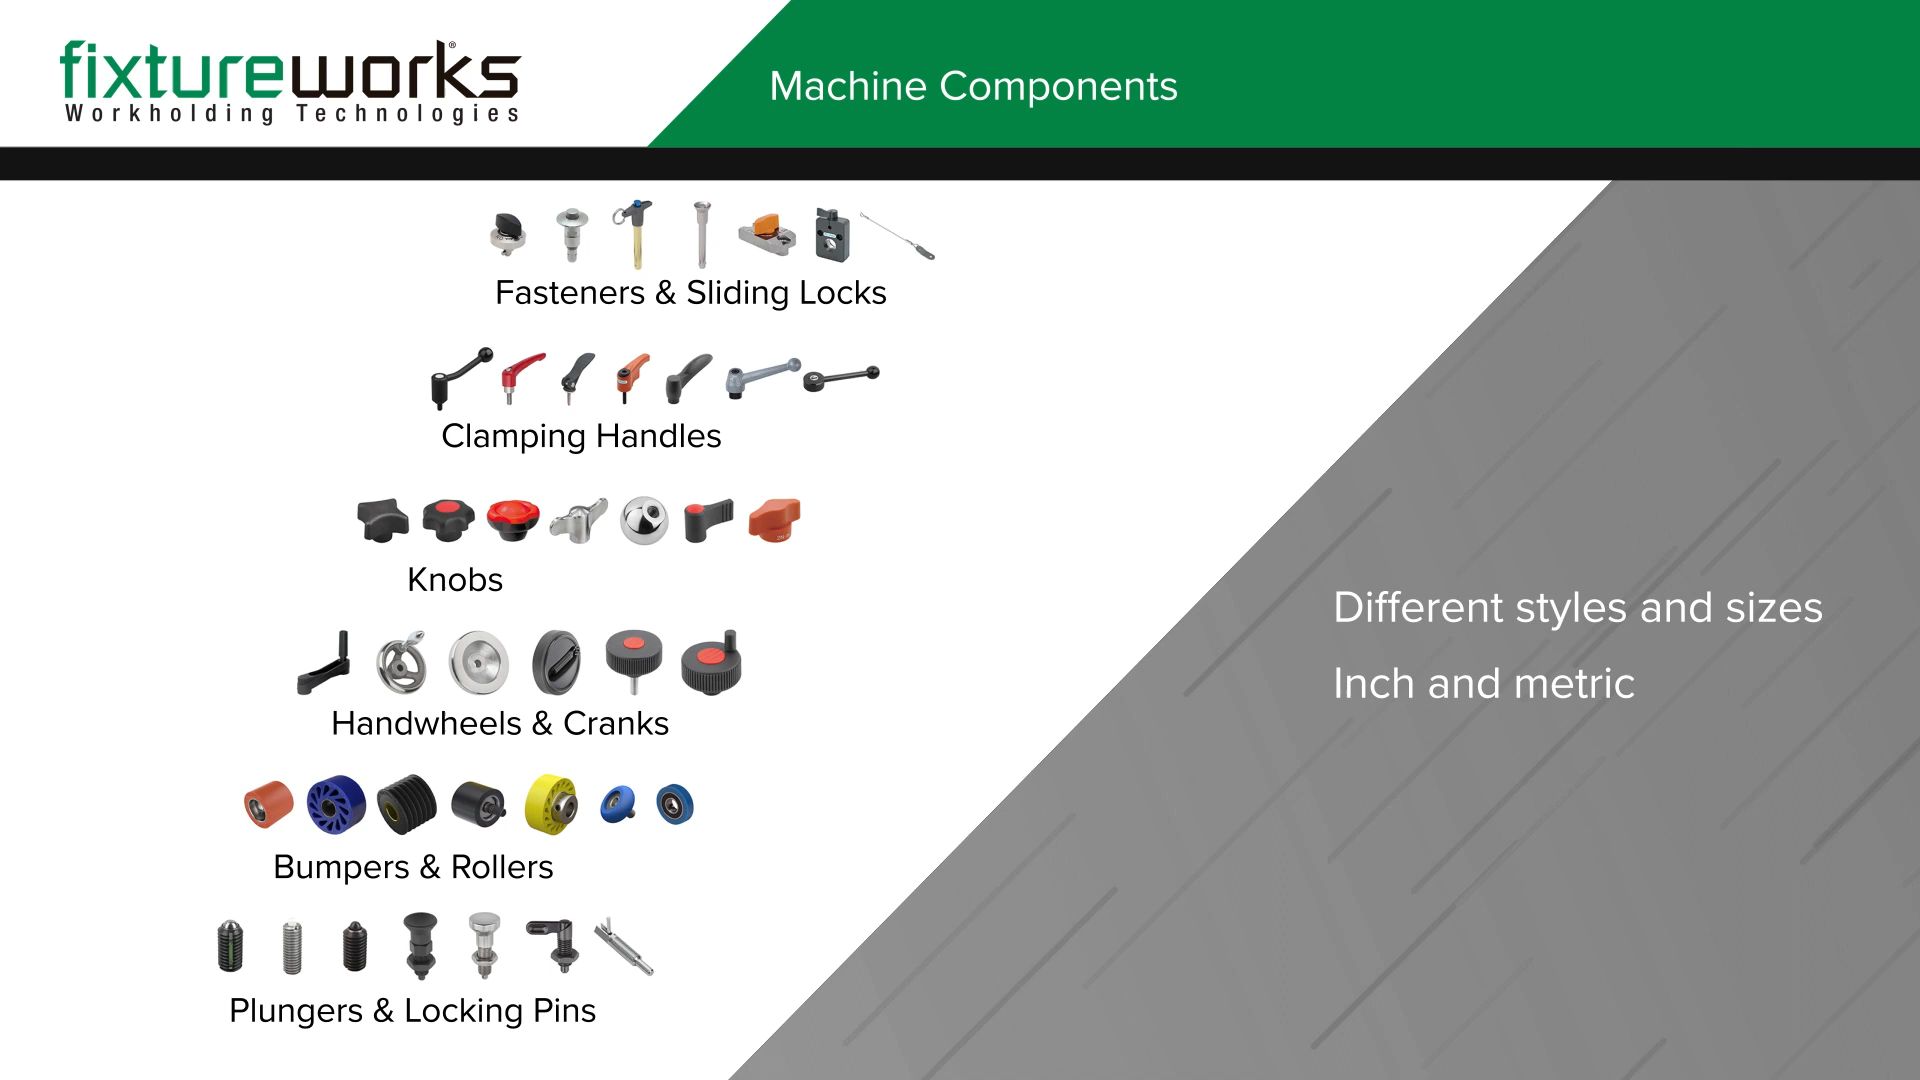 fixtureworks®
Workholding Technologies
Machine Components
Fasteners & Sliding Locks
Clamping Handles
Knobs
Handwheels & Cranks
Bumpers & Rollers
Plungers & Locking Pins
Different styles and sizes
Inch and metric